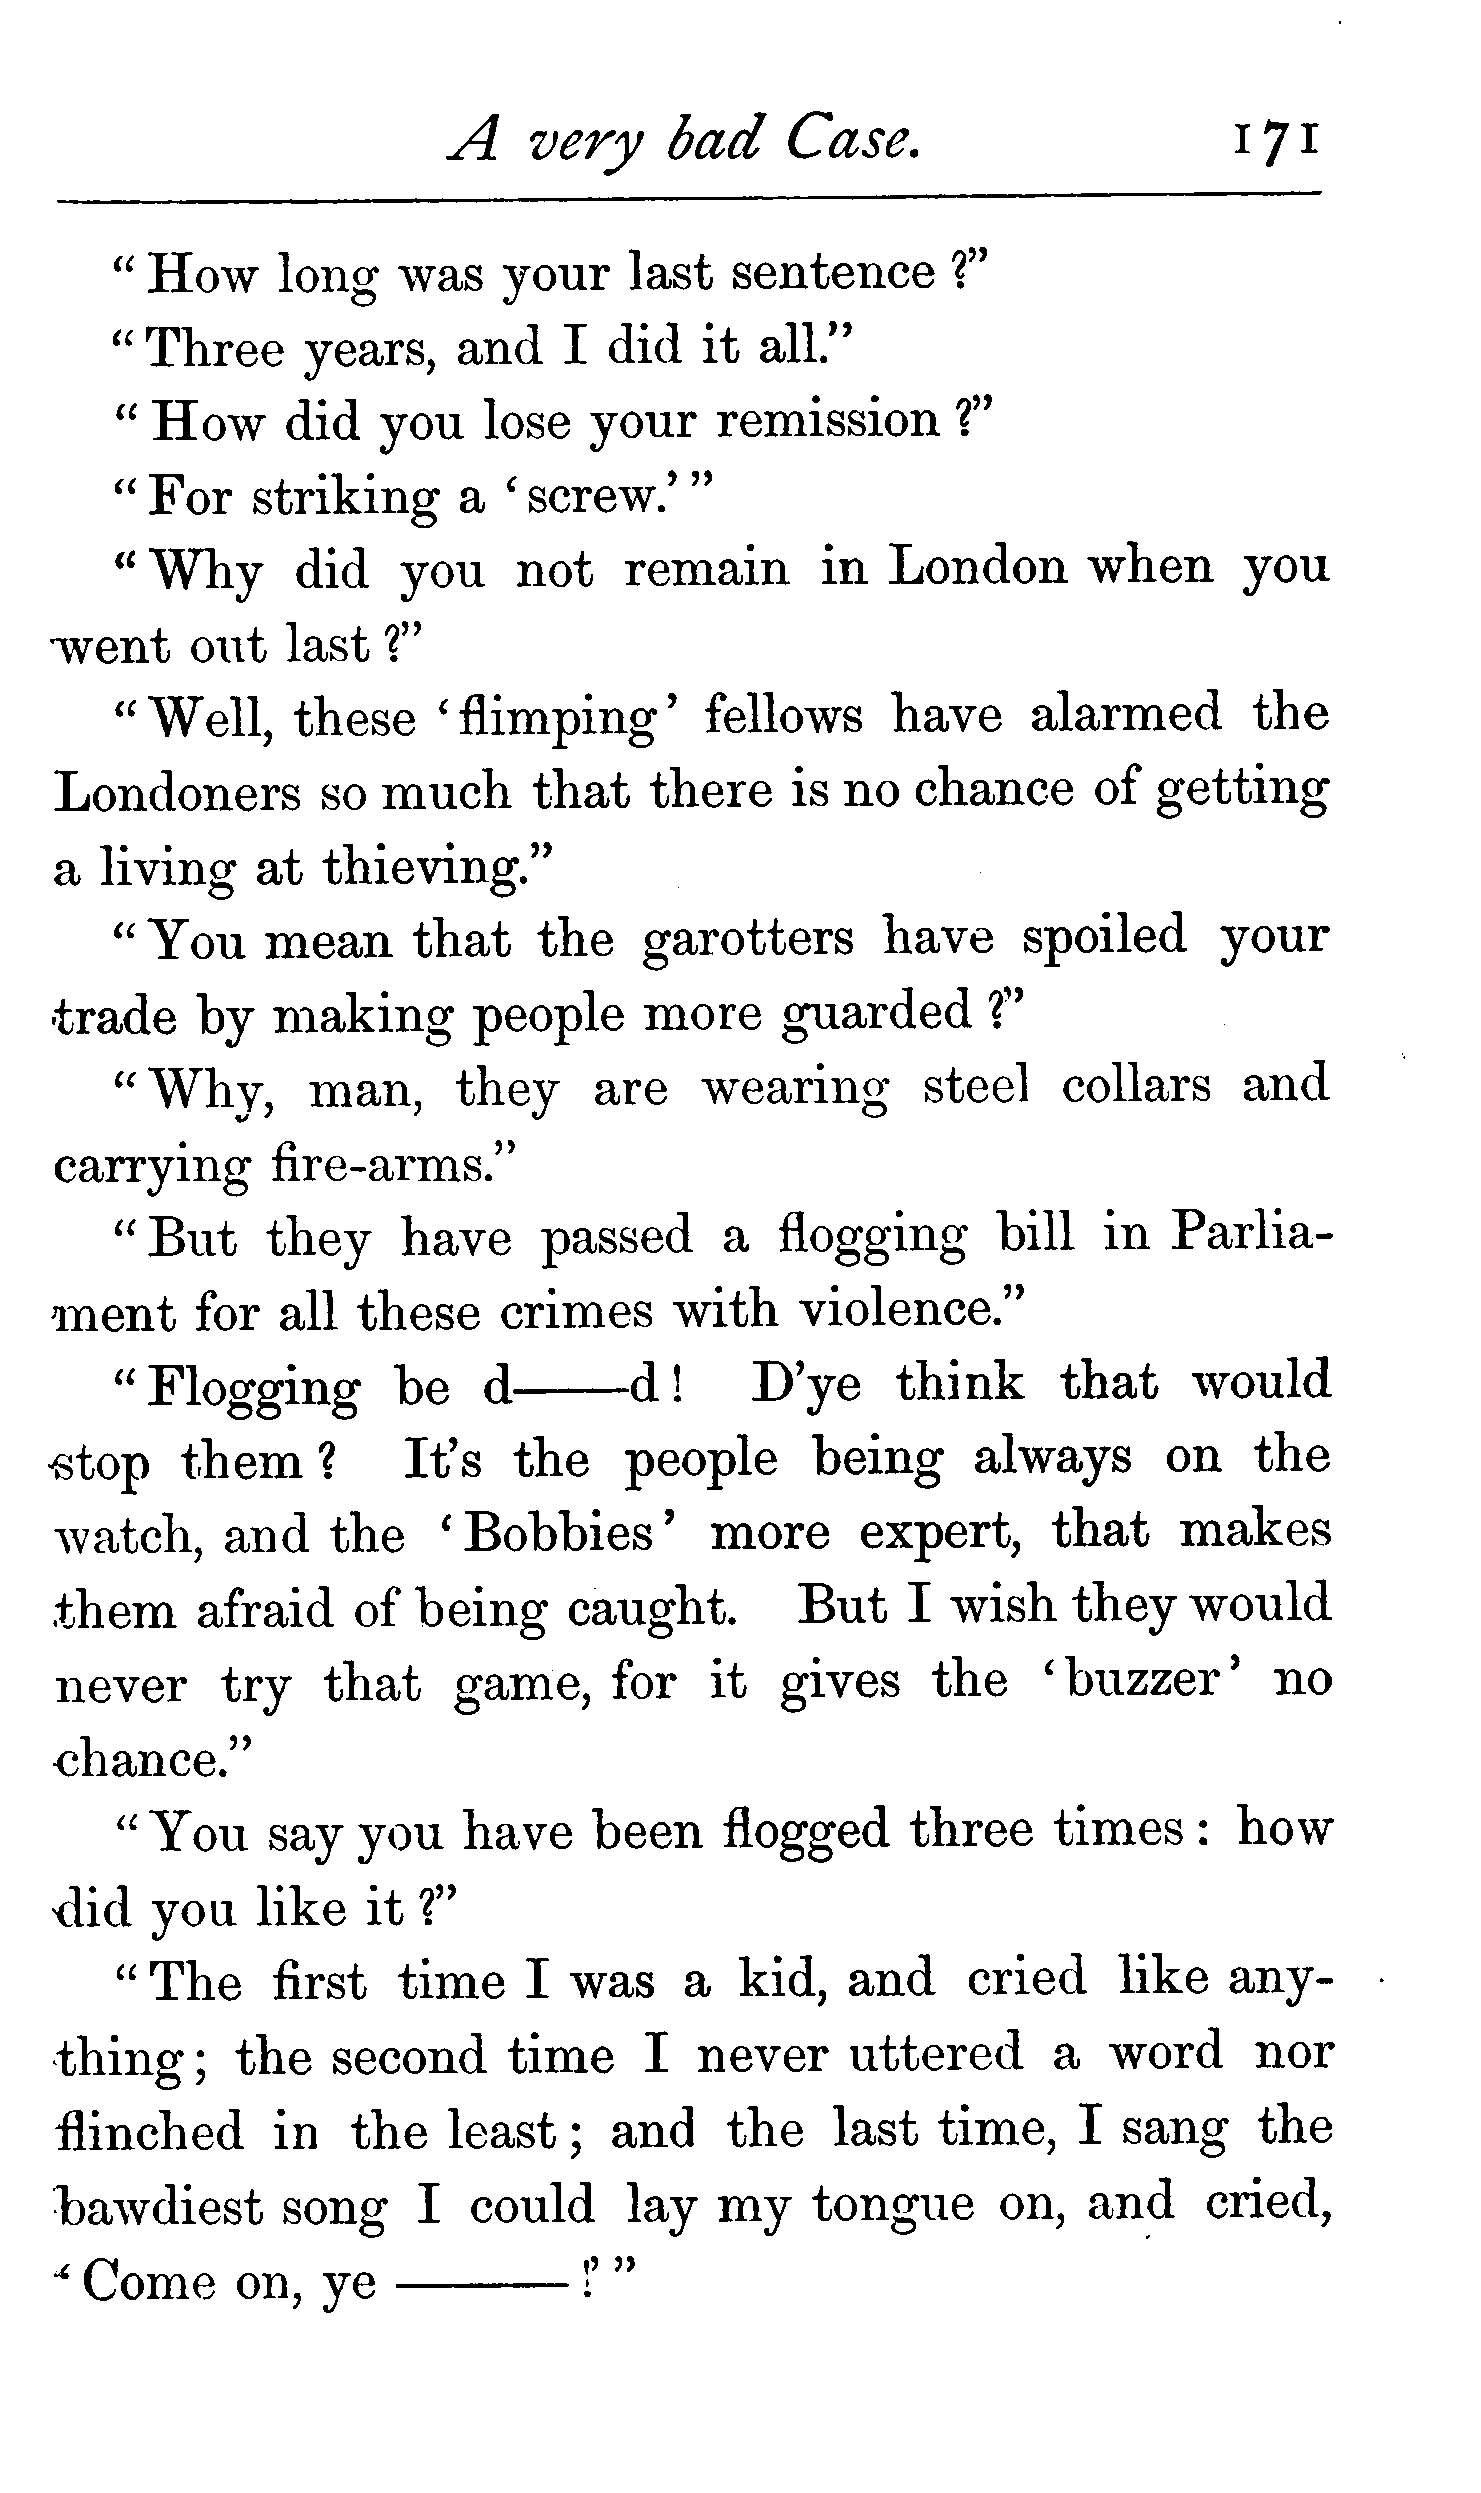 A very bad Case. 171
“How long was your last sentence?”
“Three years, and I did it all.”
“How did you lose your remission?”
“For striking a ‘screw.’”
“Why did you not remain in London when you
went out last?”
“Well, these ‘flimping’ fellows have alarmed the
Londoners so much that there is no chance of getting
a living at thieving.”
“You mean that the garotters have spoiled your
trade by making people more guarded?”
“Why, man, they are wearing steel collars and
carrying fire-arms.”
“But they have passed a flogging bill in Parlia-
ment for all these crimes with violence.”
“Flogging be d——d! D’ye think that would
stop them? It’s the people being always on the
watch, and the ‘Bobbies’ more expert, that makes
them afraid of being caught. But I wish they would
never try that game, for it gives the ‘buzzer’ no
chance.”
“You say you have been flogged three times: how
did you like it?”
“The first time I was a kid, and cried like any-
thing; the second time I never uttered a word nor
flinched in the least; and the last time, I sang the
bawdiest song I could lay my tongue on, and cried,
‘Come on, ye ———!’”